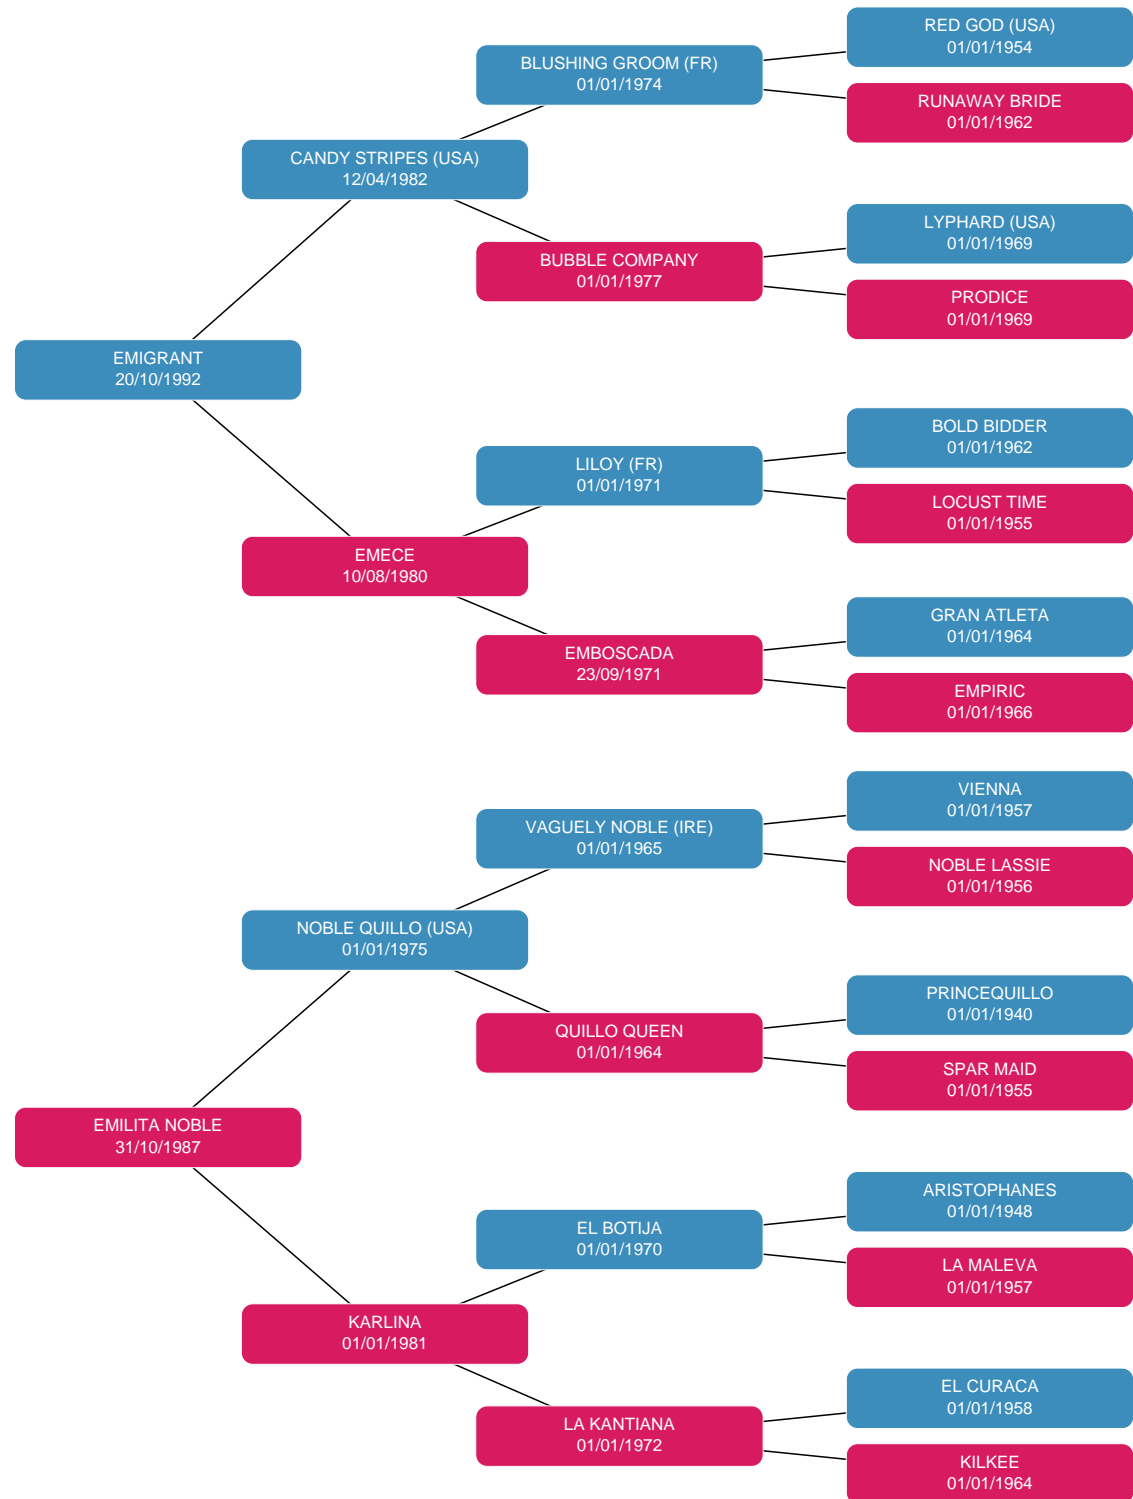 RED GOD (USA)
01/01/1954
BLUSHING GROOM (FR)
01/01/1974
RUNAWAY BRIDE
01/01/1962
CANDY STRIPES (USA)
12/04/1982
LYPHARD (USA)
01/01/1969
BUBBLE COMPANY
01/01/1977
PRODICE
01/01/1969
EMIGRANT
20/10/1992
BOLD BIDDER
01/01/1962
LILOY (FR)
01/01/1971
LOCUST TIME
01/01/1955
EMECE
10/08/1980
GRAN ATLETA
01/01/1964
EMBOSCADA
23/09/1971
EMPIRIC
01/01/1966
VIENNA
01/01/1957
VAGUELY NOBLE (IRE)
01/01/1965
NOBLE LASSIE
01/01/1956
NOBLE QUILLO (USA)
01/01/1975
PRINCEQUILLO
01/01/1940
QUILLO QUEEN
01/01/1964
SPAR MAID
01/01/1955
EMILITA NOBLE
31/10/1987
ARISTOPHANES
01/01/1948
EL BOTIJA
01/01/1970
LA MALEVA
01/01/1957
KARLINA
01/01/1981
EL CURACA
01/01/1958
LA KANTIANA
01/01/1972
KILKEE
01/01/1964